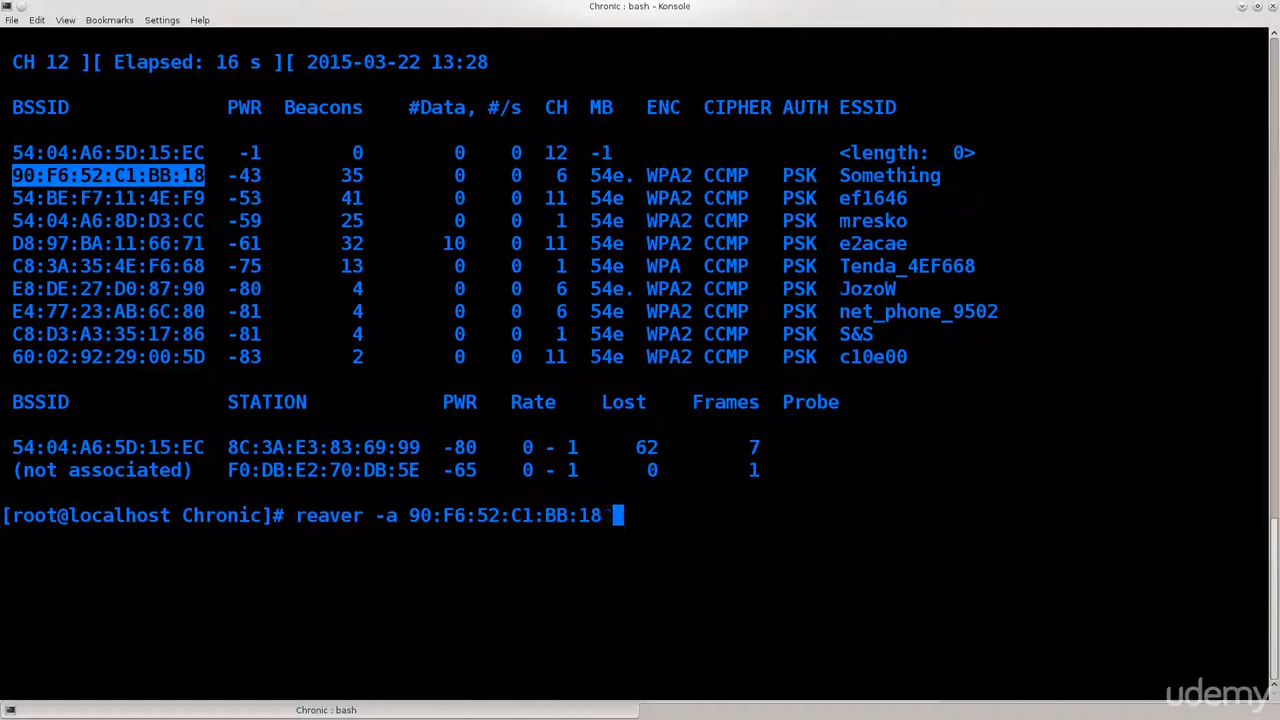 Chronic : bash - Konsole
File Edit View Bookmarks Settings Help
CH 12 ][ Elapsed: 16 s ][ 2015-03-22 13:28
BSSID PWR Beacons #Data, #/s CH MB ENC CIPHER AUTH ESSID
54:04:A6:5D:15:EC -1 0 0 0 12 -1 <length: 0>
90:F6:52:C1:BB:18 -43 35 0 0 6 54e. WPA2 CCMP PSK Something
54:BE:F7:11:4E:F9 -53 41 0 0 11 54e WPA2 CCMP PSK ef1646
54:04:A6:8D:D3:CC -59 25 0 0 1 54e WPA2 CCMP PSK mresko
D8:97:BA:11:66:71 -61 32 10 0 11 54e WPA2 CCMP PSK e2acae
C8:3A:35:4E:F6:68 -75 13 0 0 1 54e WPA CCMP PSK Tenda_4EF668
E8:DE:27:D0:87:90 -80 4 0 0 6 54e. WPA2 CCMP PSK JozoW
E4:77:23:AB:6C:80 -81 4 0 0 6 54e WPA2 CCMP PSK net_phone_9502
C8:D3:A3:35:17:86 -81 4 0 0 1 54e WPA2 CCMP PSK S&S
60:02:92:29:00:5D -83 2 0 0 11 54e WPA2 CCMP PSK c10e00
BSSID STATION PWR Rate Lost Frames Probe
54:04:A6:5D:15:EC 8C:3A:E3:83:69:99 -80 0 - 1 62 7
(not associated) F0:DB:E2:70:DB:5E -65 0 - 1 0 1
[root@localhost Chronic]# reaver -a 90:F6:52:C1:BB:18
Chronic : bash
udemy